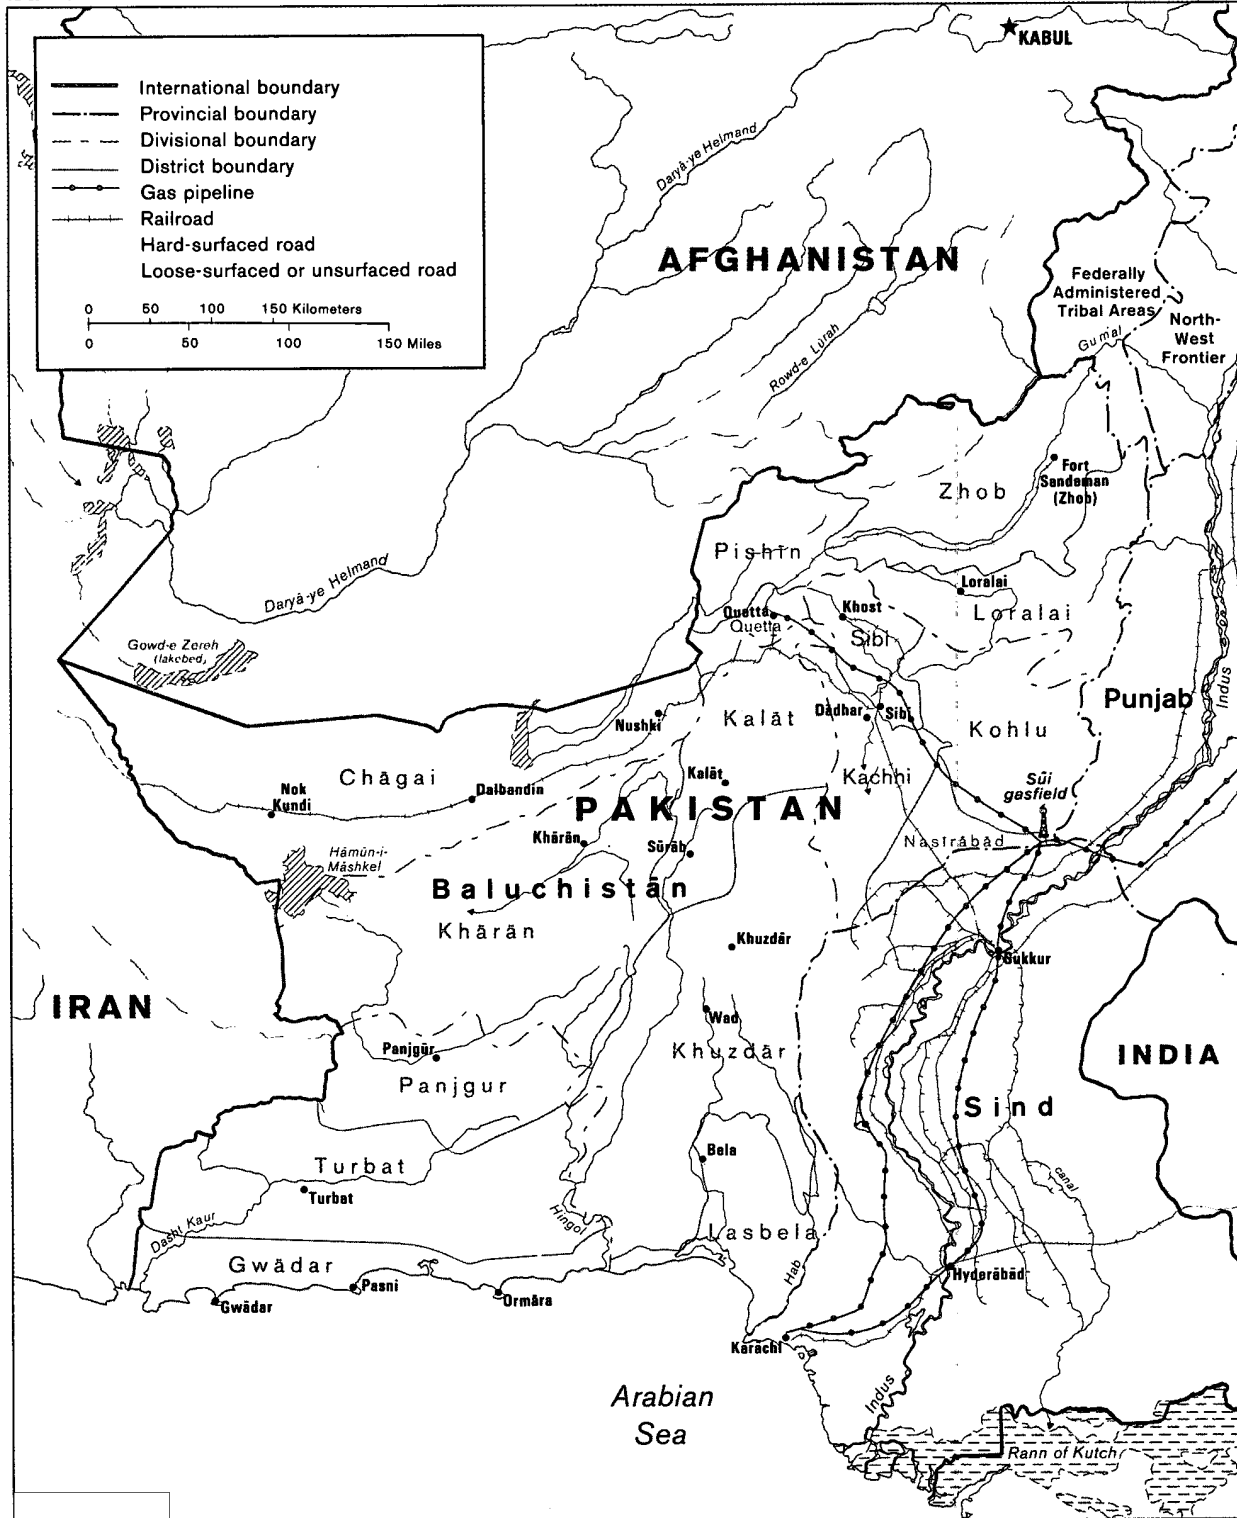 KABUL
International boundary
Provincial boundary
Divisional boundary
District boundary
Gas pipeline
Railroad
Hard-surfaced road
Loose-surfaced or unsurfaced road
0 50 100 150 Kilometers
0 50 100 150 Miles
Daryā-ye Helmand
AFGHANISTAN
Federally
Administered
Tribal Areas
North-
West
Frontier
Gumal
Rowd-e Lūrah
Zhob
Fort
Sandeman
(Zhob)
Pishīn
Daryā-ye Helmand
Loralai
Loralai
Quetta
Quetta
Khost
Sibi
Gowd-e Zereh
(lakebed)
Indus
Punjab
Nushki
Kalāt
Dādhar
Sibi
Kohlu
Chāgai
Nok
Kundi
Dalbandin
Kalāt
Kachhi
Sūi
gasfield
PAKISTAN
Khārān
Sūrāb
Nasīrābād
Hāmūn-i-
Māshkel
Baluchistān
Khārān
Khuzdār
Sukkur
IRAN
Wad
Panjgūr
Khuzdār
INDIA
Panjgur
Sind
Bela
Turbat
Turbat
canal
Dasht Kaur
Hingol
Lasbela
Gwādar
Hab
Hyderābād
Pasni
Gwādar
Ormāra
Karachi
Arabian
Sea
Indus
Rann of Kutch